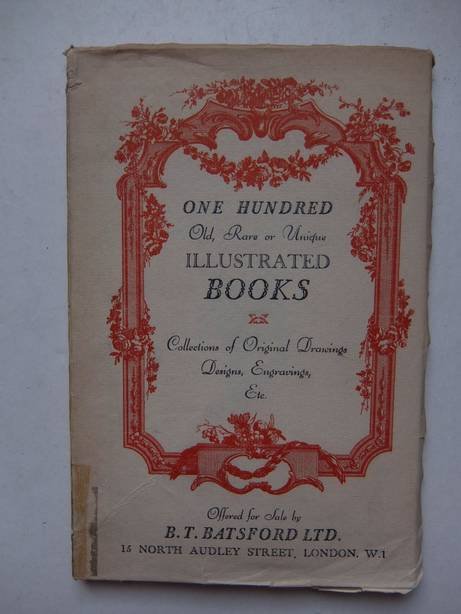 ONE HUNDRED
Old, Rare or Unique
ILLUSTRATED
BOOKS
Collections of Original Drawings
Designs, Engravings,
Etc.
Offered for Sale by
B. T. BATSFORD LTD.
15 NORTH AUDLEY STREET, LONDON. W.1